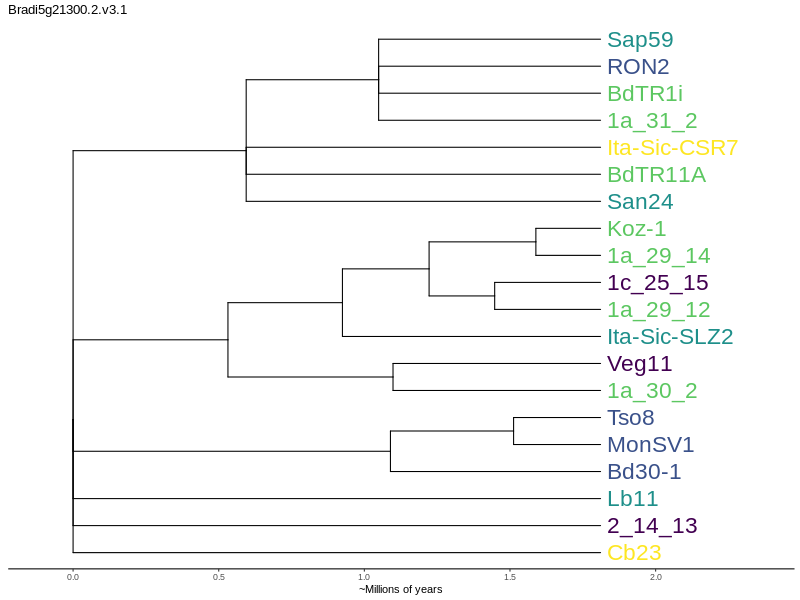 Bradi5g21300.2.v3.1
Sap59
RON2
BdTR1i
1a_31_2
Ita-Sic-CSR7
BdTR11A
San24
Koz-1
1a_29_14
1c_25_15
1a_29_12
Ita-Sic-SLZ2
Veg11
1a_30_2
Tso8
MonSV1
Bd30-1
Lb11
2_14_13
Cb23
0.0 0.5 1.0 1.5 2.0
~Millions of years